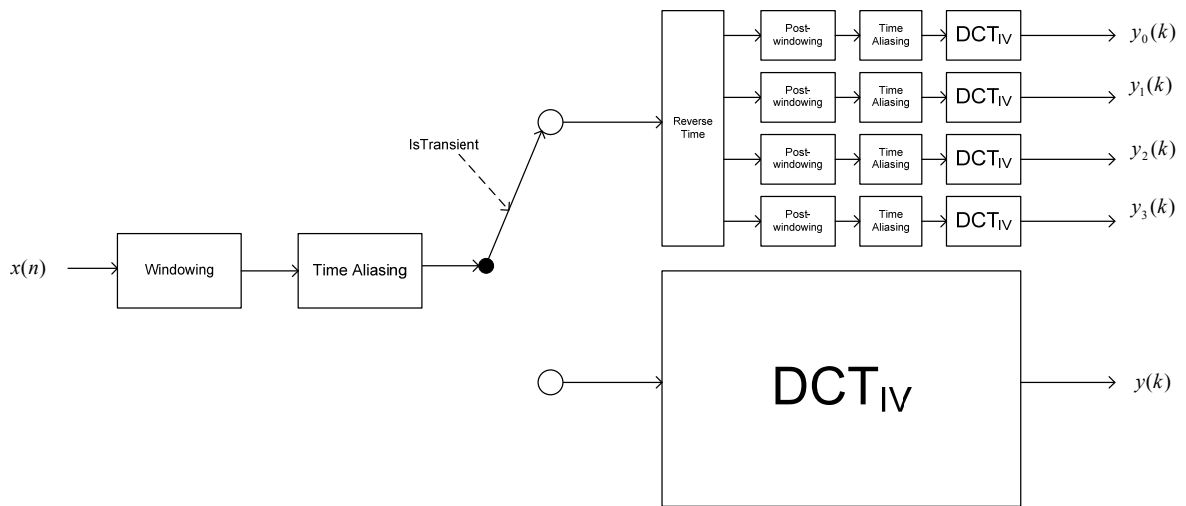 Post-
windowing
Time
Aliasing
DCTIV
y0(k)
Post-
windowing
Time
Aliasing
DCTIV
y1(k)
Reverse
Time
IsTransient
Post-
windowing
Time
Aliasing
DCTIV
y2(k)
Post-
windowing
Time
Aliasing
DCTIV
y3(k)
x(n)
Windowing
Time Aliasing
DCTIV
y(k)